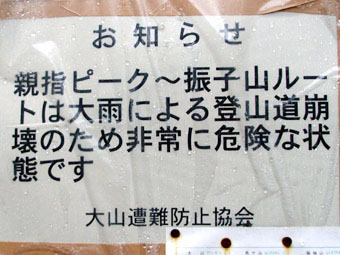 お知らせ
親指ピーク～振子山ルー
トは大雨による登山道崩
壊のため非常に危険な状
態です
大山遭難防止協会